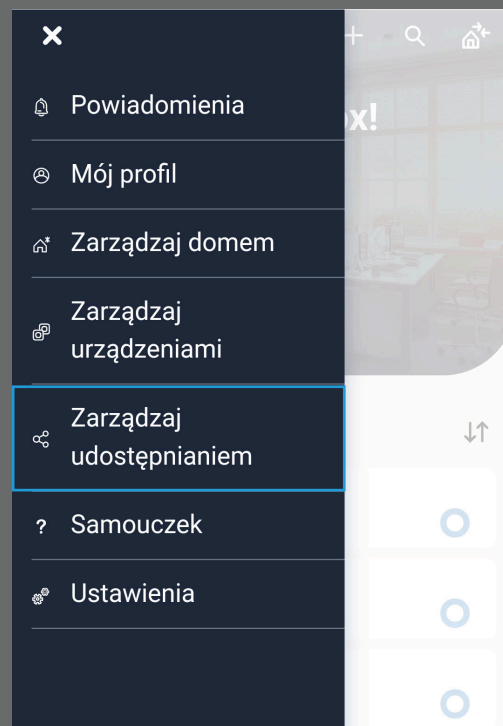 x!
Powiadomienia
Mój profil
Zarządzaj domem
Zarządzaj
urządzeniami
Zarządzaj
udostępnianiem
? Samouczek
Ustawienia